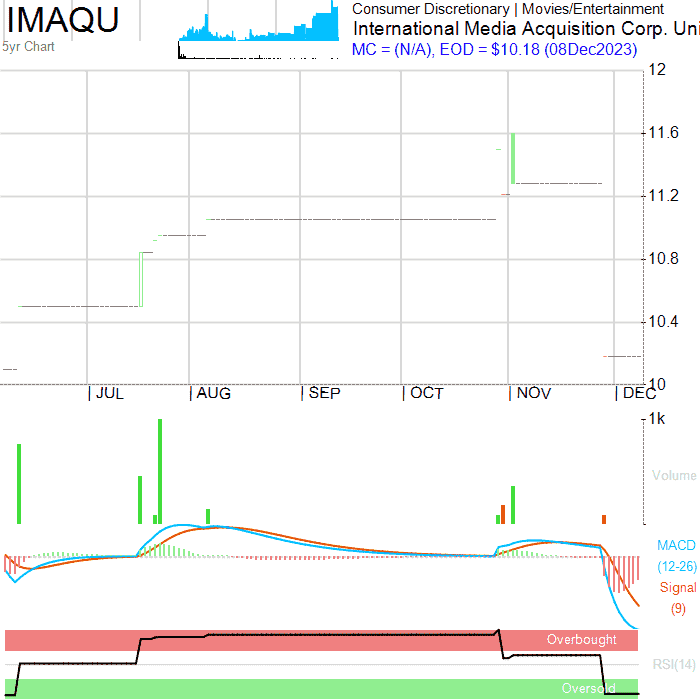 IMAQU
5yr Chart
Consumer Discretionary | Movies/Entertainment
International Media Acquisition Corp. Uni
MC = (N/A), EOD = $10.18 (08Dec2023)
12
11.6
11.2
10.8
10.4
10
JUL AUG SEP OCT NOV DEC
1k
Volume
MACD
(12-26)
Signal
(9)
Overbought
RSI(14)
Oversold